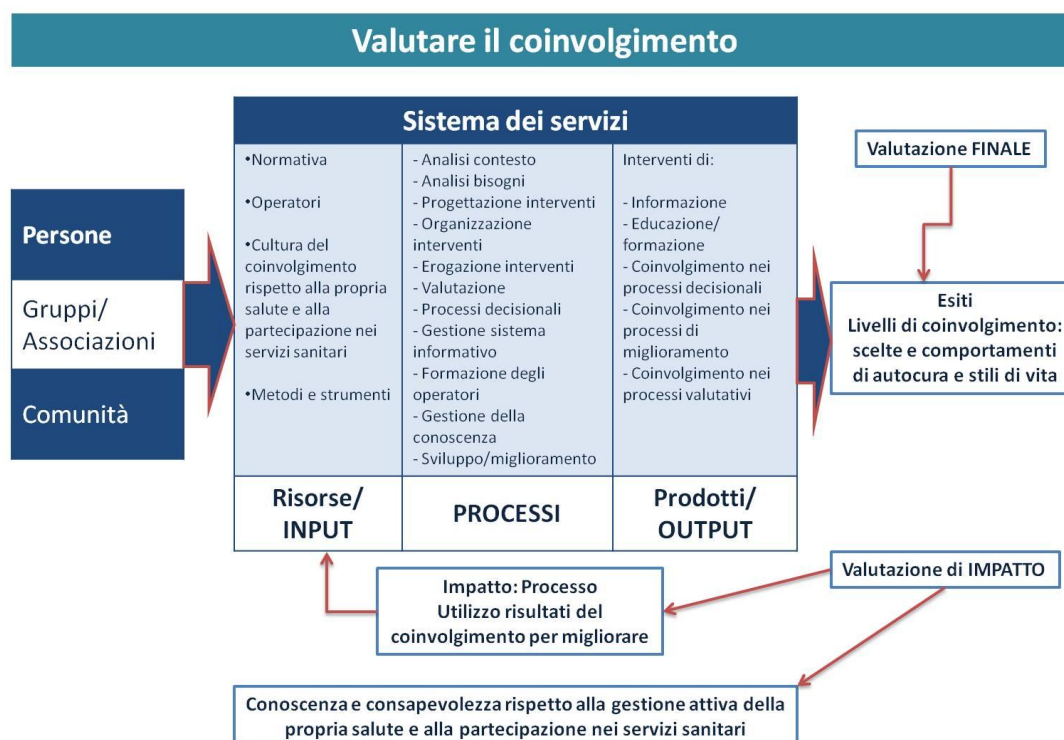 Valutare il coinvolgimento
Persone
Gruppi/
Associazioni
Comunità
Sistema dei servizi
•Normativa
•Operatori
•Cultura del
coinvolgimento
rispetto alla propria
salute e alla
partecipazione nei
servizi sanitari
•Metodi e strumenti
Risorse/
INPUT
- Analisi contesto
- Analisi bisogni
- Progettazione interventi
- Organizzazione
interventi
- Erogazione interventi
- Valutazione
- Processi decisionali
- Gestione sistema
informativo
- Formazione degli
operatori
- Gestione della
conoscenza
- Sviluppo/miglioramento
PROCESSI
Interventi di:
- Informazione
- Educazione/
formazione
- Coinvolgimento nei
processi decisionali
- Coinvolgimento nei
processi di
miglioramento
- Coinvolgimento nei
processi valutativi
Prodotti/
OUTPUT
Valutazione FINALE
Esiti
Livelli di coinvolgimento:
scelte e comportamenti
di autocura e stili di vita
Valutazione di IMPATTO
Impatto: Processo
Utilizzo risultati del
coinvolgimento per migliorare
Conoscenza e consapevolezza rispetto alla gestione attiva della
propria salute e alla partecipazione nei servizi sanitari